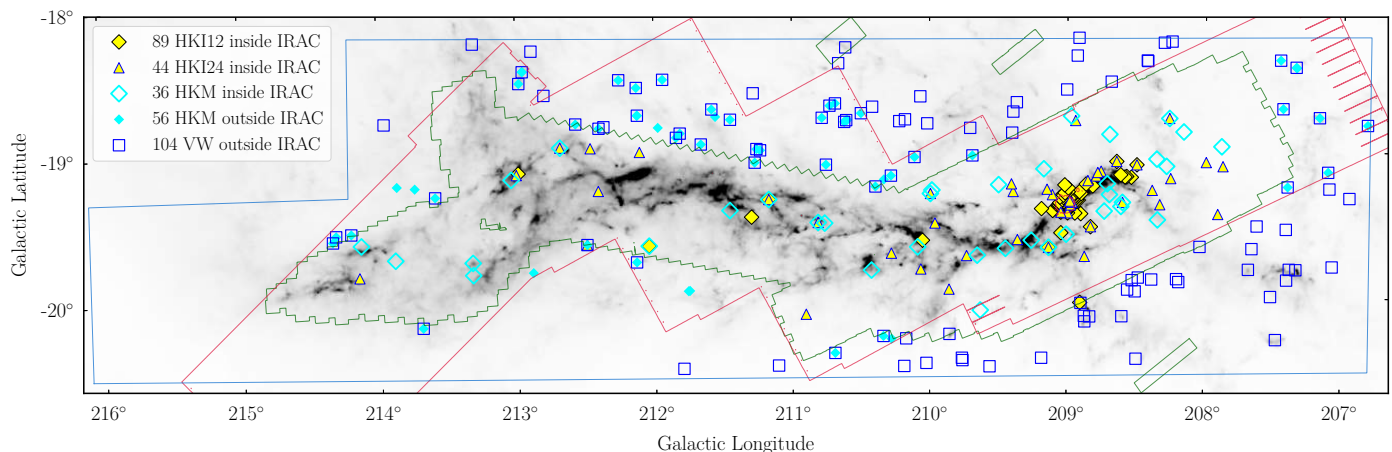 -18°
-19°
-20°
Galactic Latitude
89 HKI12 inside IRAC
44 HKI24 inside IRAC
36 HKM inside IRAC
56 HKM outside IRAC
104 VW outside IRAC
216° 215° 214° 213° 212° 211° 210° 209° 208° 207°
Galactic Longitude